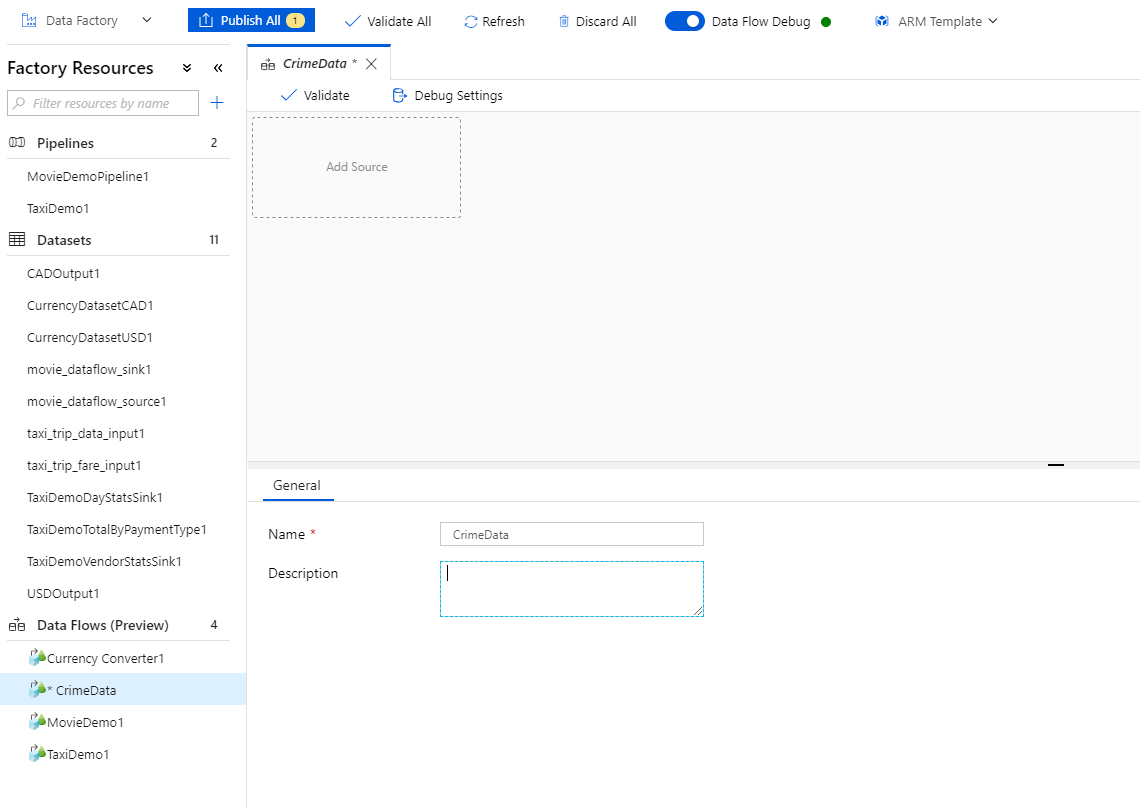 Data Factory
Publish All 1
Validate All
Refresh
Discard All
Data Flow Debug
ARM Template
Factory Resources
Filter resources by name
Pipelines 2
MovieDemoPipeline1
TaxiDemo1
Datasets 11
CADOutput1
CurrencyDatasetCAD1
CurrencyDatasetUSD1
movie_dataflow_sink1
movie_dataflow_source1
taxi_trip_data_input1
taxi_trip_fare_input1
TaxiDemoDayStatsSink1
TaxiDemoTotalByPaymentType1
TaxiDemoVendorStatsSink1
USDOutput1
Data Flows (Preview) 4
Currency Converter1
* CrimeData
MovieDemo1
TaxiDemo1
CrimeData *
Validate
Debug Settings
Add Source
General
Name * CrimeData
Description